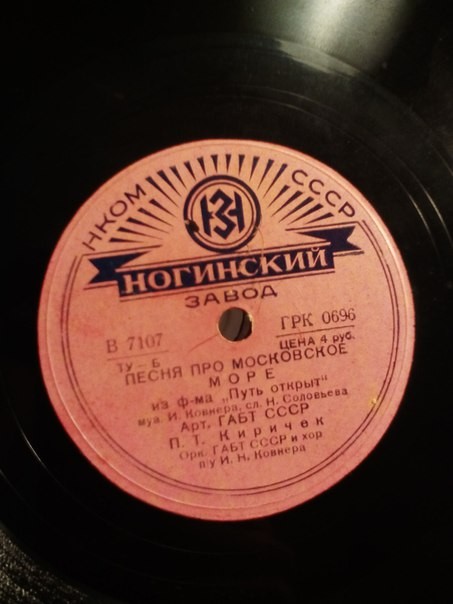 НКОМ СССР
НЗ
НОГИНСКИЙ
ЗАВОД
В 7107
ГРК 0696
ТУ - Б
ЦЕНА 4 руб.
ПЕСНЯ ПРО МОСКОВСКОЕ
МОРЕ
из ф-ма „Путь открыт"
муз. И. Ковнера, сл. Н. Соловьева
Арт. ГАБТ СССР
П. Т. Киричек
Орк. ГАБТ СССР и хор
п/у И. Н. Ковнера